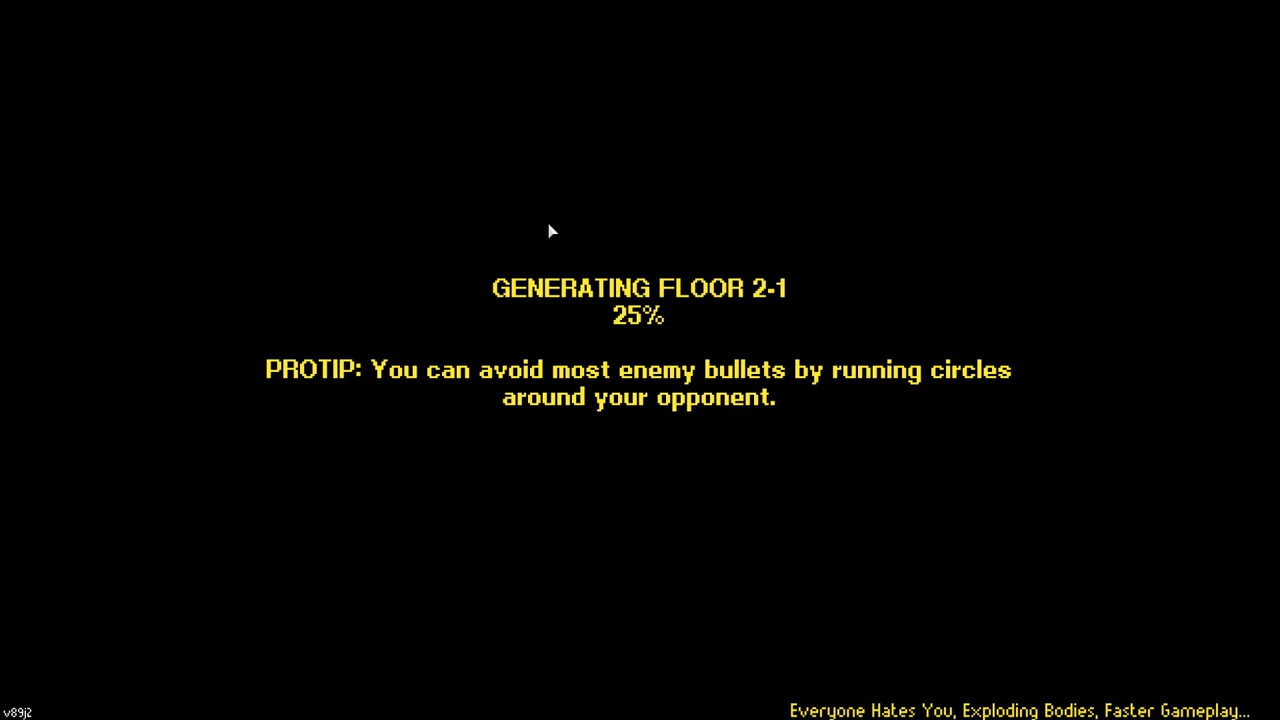 GENERATING FLOOR 2-1
25%
PROTIP: You can avoid most enemy bullets by running circles
around your opponent.
v89j2
Everyone Hates You, Exploding Bodies, Faster Gameplay...